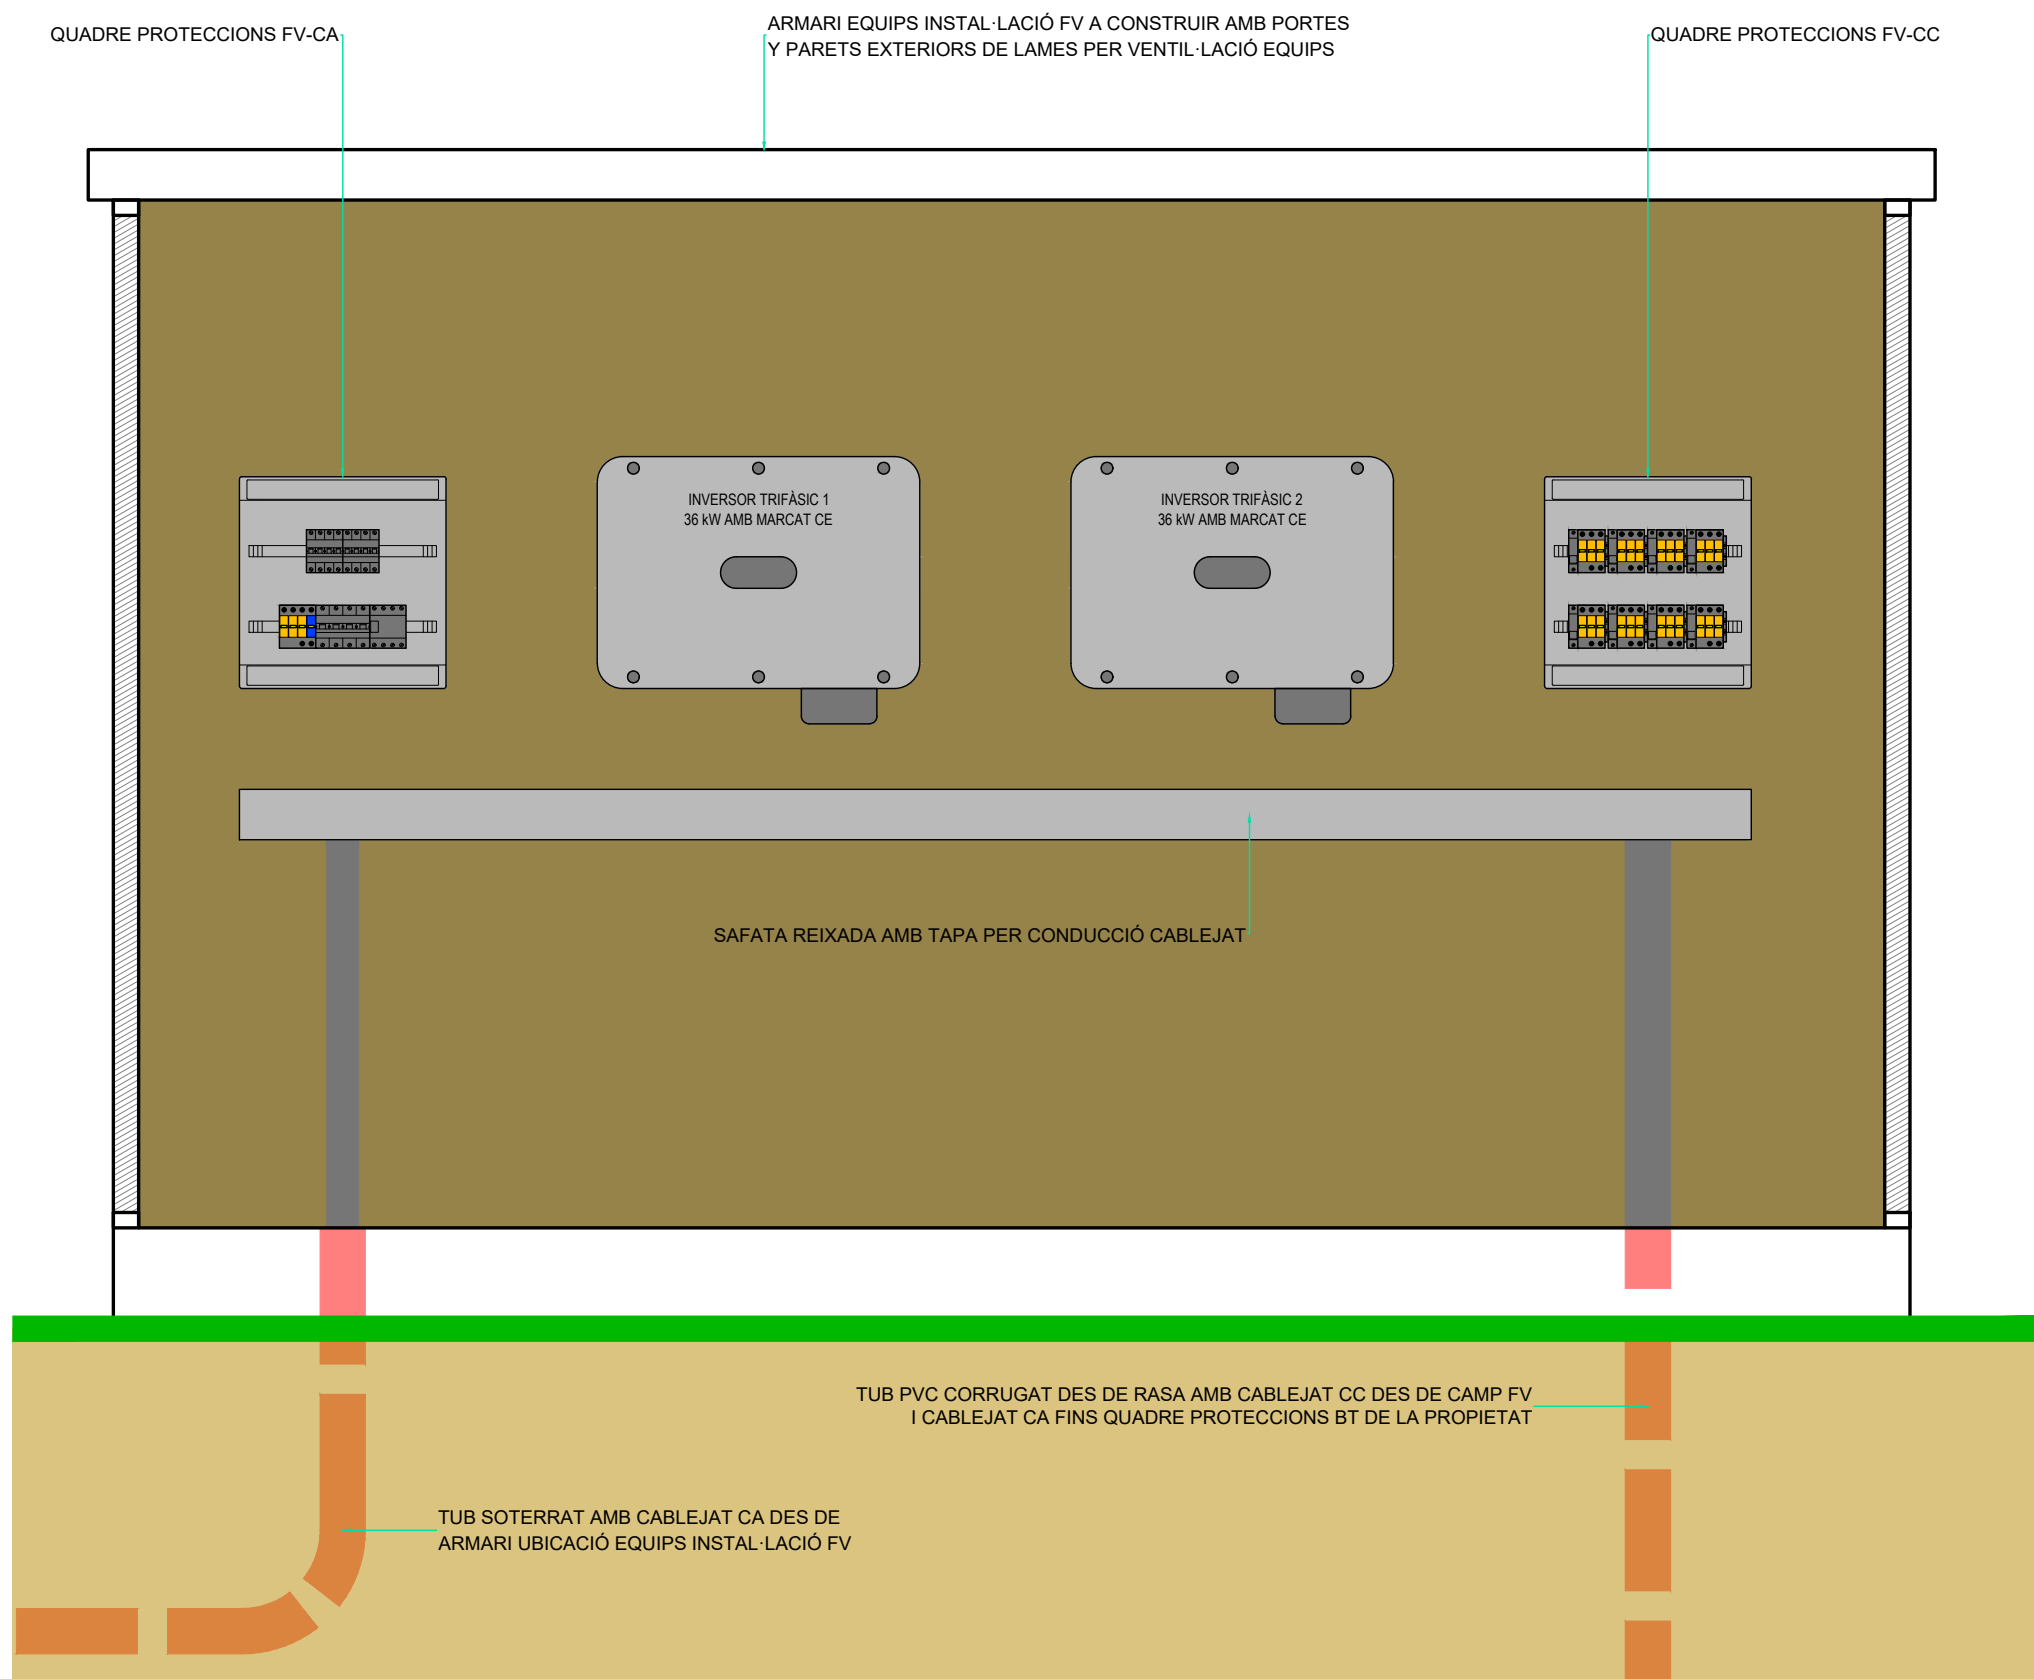 QUADRE PROTECCIONS FV-CA
ARMARI EQUIPS INSTAL·LACIÓ FV A CONSTRUIR AMB PORTES
Y PARETS EXTERIORS DE LAMES PER VENTIL·LACIÓ EQUIPS
QUADRE PROTECCIONS FV-CC
INVERSOR TRIFÀSIC 1
36 kW AMB MARCAT CE
INVERSOR TRIFÀSIC 2
36 kW AMB MARCAT CE
SAFATA REIXADA AMB TAPA PER CONDUCCIÓ CABLEJAT
TUB PVC CORRUGAT DES DE RASA AMB CABLEJAT CC DES DE CAMP FV
I CABLEJAT CA FINS QUADRE PROTECCIONS BT DE LA PROPIETAT
TUB SOTERRAT AMB CABLEJAT CA DES DE
ARMARI UBICACIÓ EQUIPS INSTAL·LACIÓ FV